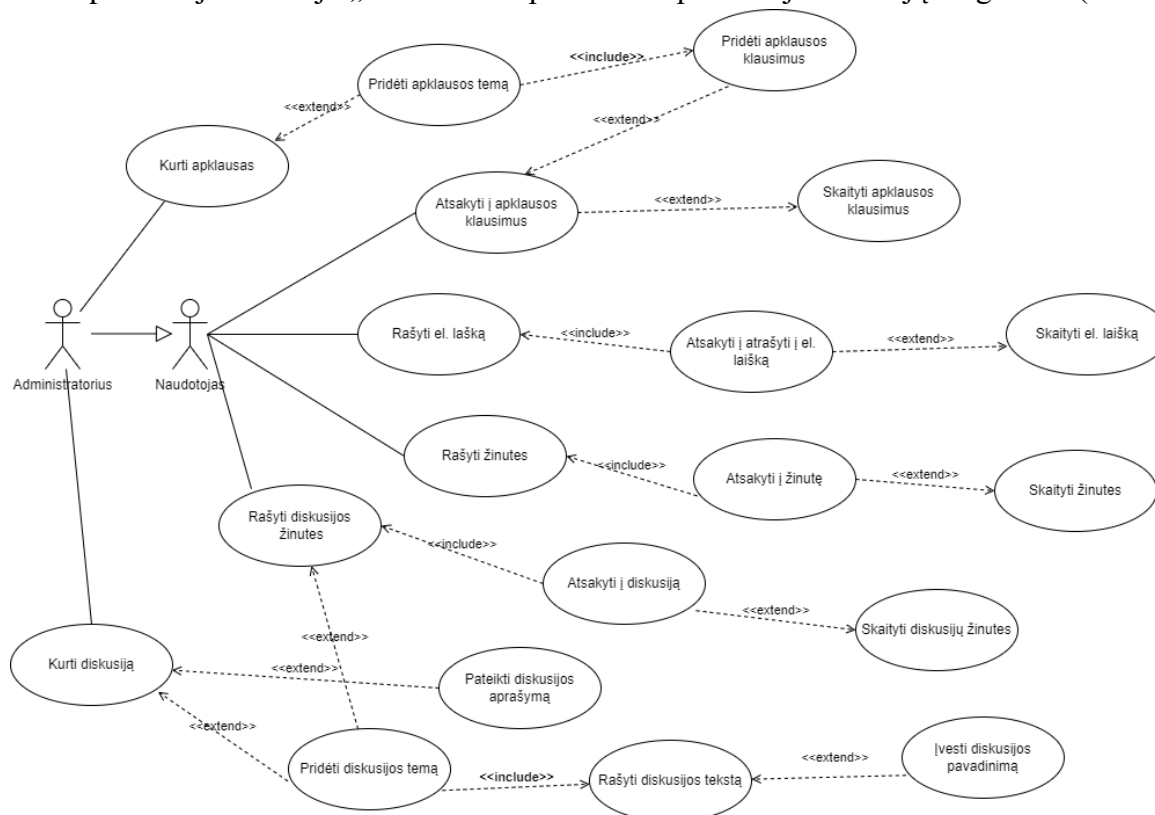 Pridėti apklausos
klausimus
<<include>>
Pridėti apklausos temą
<<extend>>
<<extend>>
Kurti apklausas
Atsakyti į apklausos
klausimus
<<extend>>
Skaityti apklausos
klausimus
Rašyti el. lašką
<<include>>
Atsakyti į atrašyti į el.
laišką
<<extend>>
Skaityti el. laišką
Administratorius
Naudotojas
Rašyti žinutes
<<include>>
Atsakyti į žinutę
<<extend>>
Skaityti žinutes
Rašyti diskusijos
žinutes
<<include>>
Atsakyti į diskusiją
<<extend>>
Skaityti diskusijų žinutes
<<extend>>
Kurti diskusiją
<<extend>>
Pateikti diskusijos
aprašymą
<<extend>>
Pridėti diskusijos temą
<<include>>
Rašyti diskusijos tekstą
<<extend>>
Įvesti diskusijos
pavadinimą